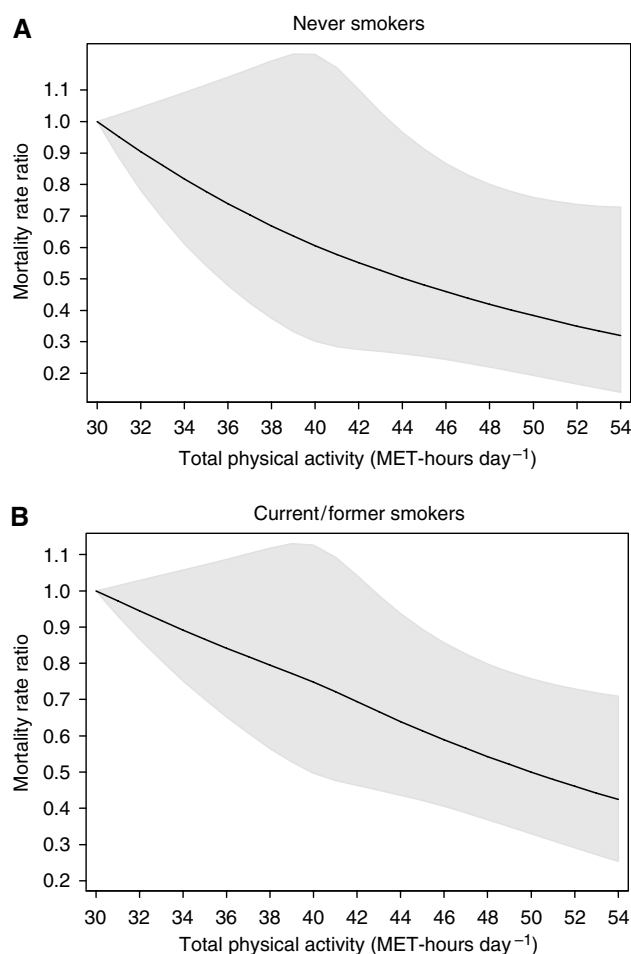 A
Never smokers
Mortality rate ratio
1.1
1.0
0.9
0.8
0.7
0.6
0.5
0.4
0.3
0.2
30 32 34 36 38 40 42 44 46 48 50 52 54
Total physical activity (MET-hours day⁻¹)
B
Current/former smokers
Mortality rate ratio
1.1
1.0
0.9
0.8
0.7
0.6
0.5
0.4
0.3
0.2
30 32 34 36 38 40 42 44 46 48 50 52 54
Total physical activity (MET-hours day⁻¹)